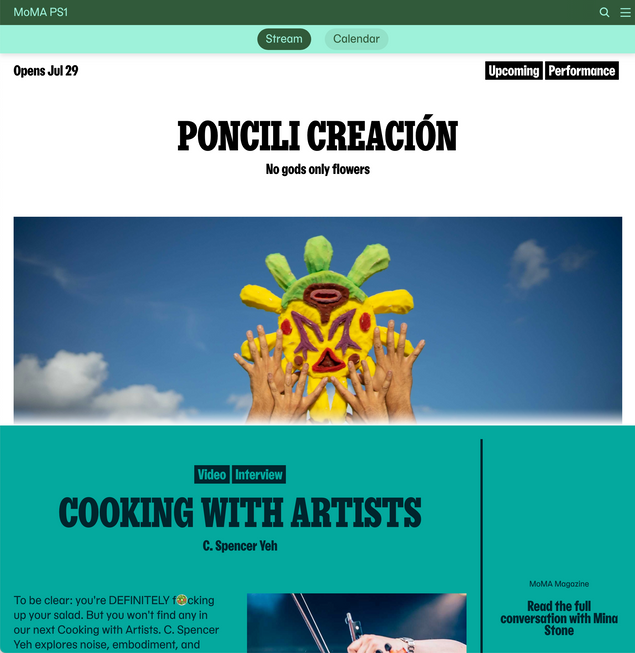 MoMA PS1
Stream
Calendar
Opens Jul 29
Upcoming Performance
PONCILI CREACIÓN
No gods only flowers
Video Interview
COOKING WITH ARTISTS
C. Spencer Yeh
To be clear: you're DEFINITELY f🤢cking
up your salad. But you won't find any in
our next Cooking with Artists. C. Spencer
Yeh explores noise, embodiment, and
MoMA Magazine
Read the full
conversation with Mina
Stone